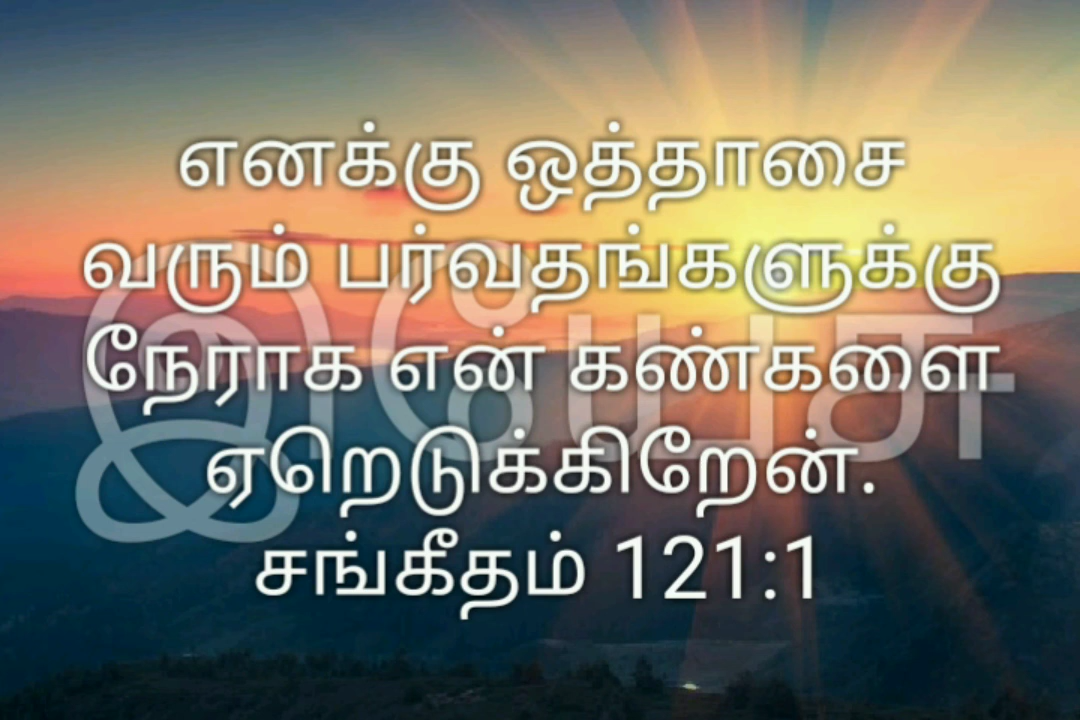 எனக்கு ஒத்தாசை
வரும் பர்வதங்களுக்கு
நேராக என் கண்களை
ஏறெடுக்கிறேன்.
சங்கீதம் 121:1